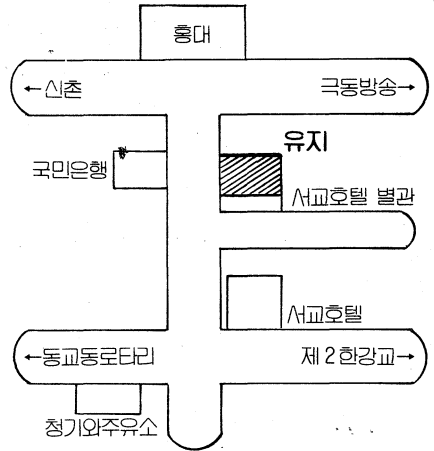 홍대
←신촌
극동방송→
유지
국민은행
서교호텔 별관
서교호텔
←동교동로타리
제2한강교→
청기와주유소